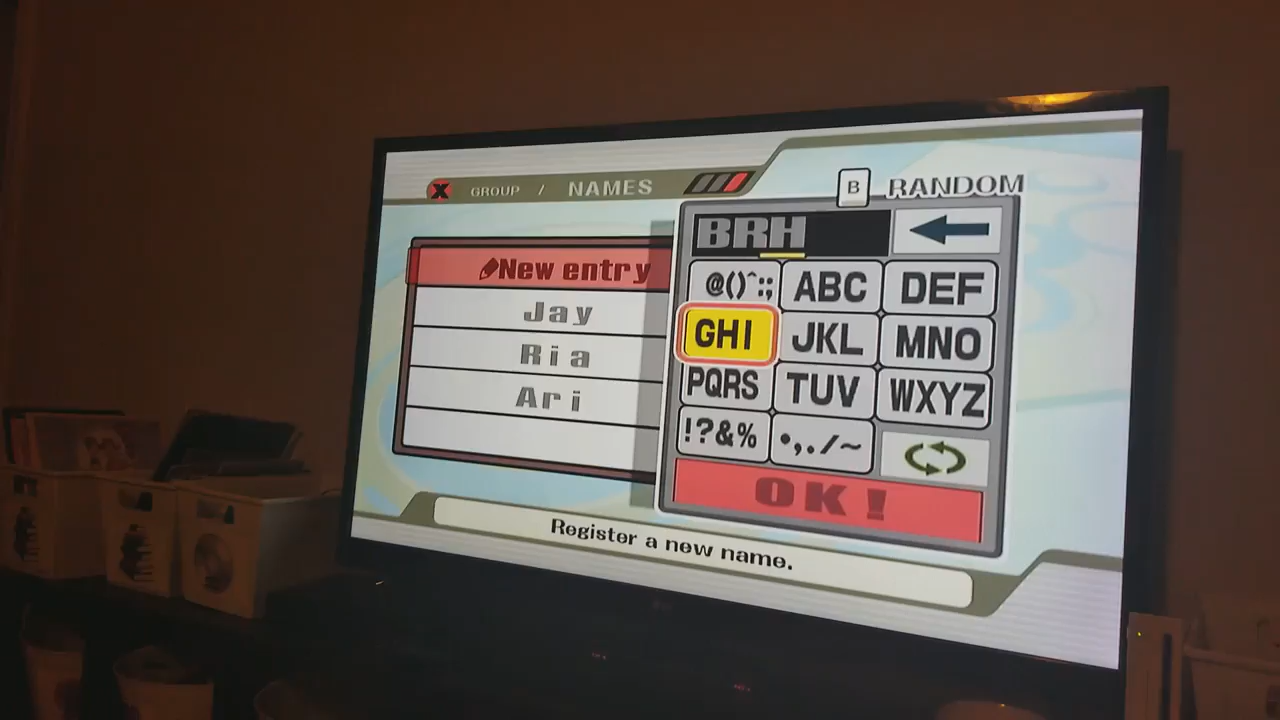 X GROUP / NAMES
B RANDOM
BRH
New entry
Jay
Ria
Ari
@()^:; ABC DEF
GHI JKL MNO
PQRS TUV WXYZ
!?&% •,./~
OK!
Register a new name.